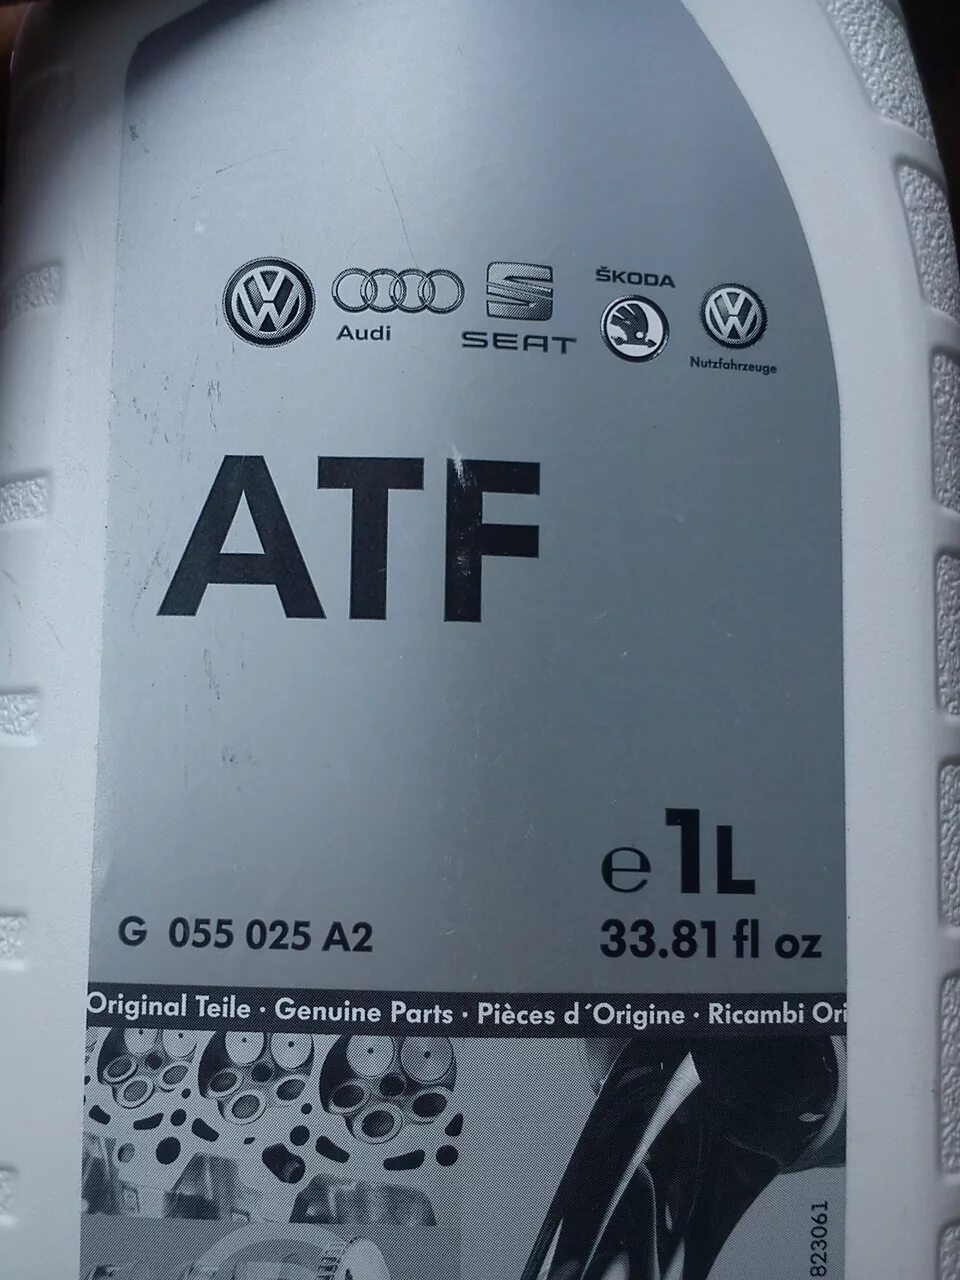 Audi
SEAT
ŠKODA
Nutzfahrzeuge
ATF
e 1L
G 055 025 A2
33.81 fl oz
Original Teile · Genuine Parts · Pièces d´Origine · Ricambi Ori
823061